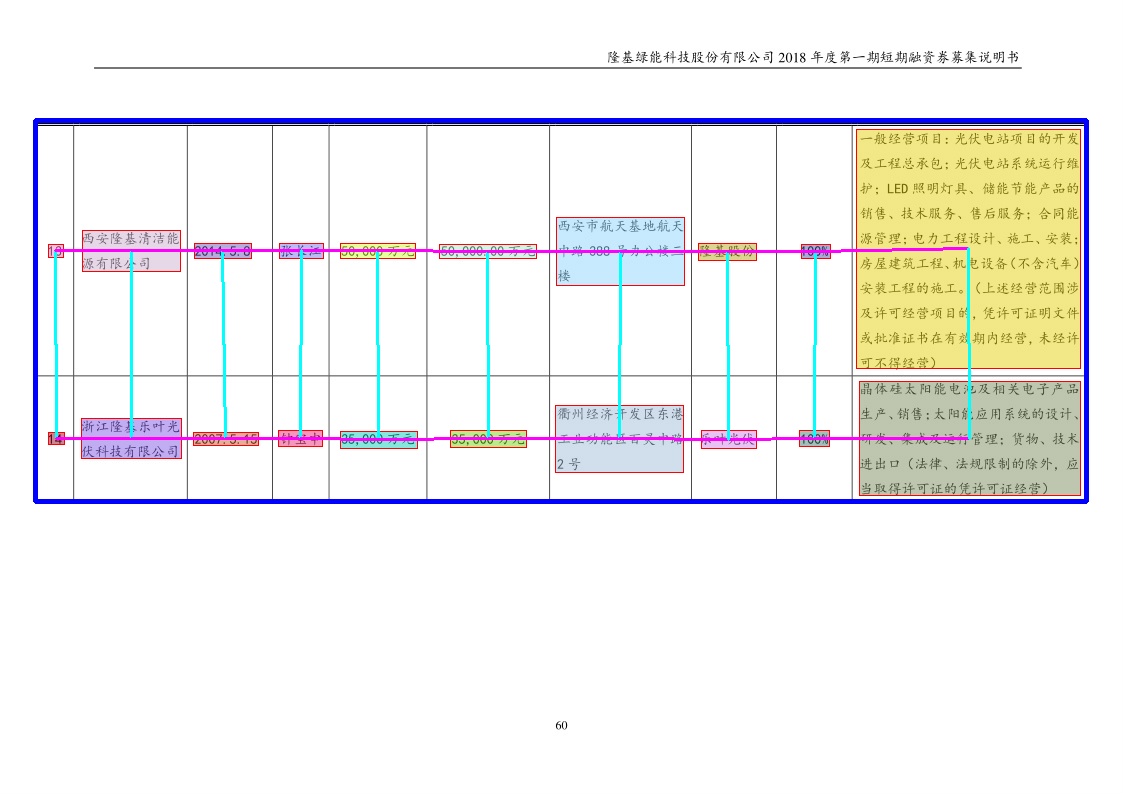 隆基绿能科技股份有限公司 2018 年度第一期短期融资券募集说明书
13
西安隆基清洁能
源有限公司
2014.5.8
张长江
50,000 万元
50,000.00 万元
西安市航天基地航天
中路 388 号办公楼三
楼
隆基股份
100%
一般经营项目：光伏电站项目的开发
及工程总承包；光伏电站系统运行维
护；LED 照明灯具、储能节能产品的
销售、技术服务、售后服务；合同能
源管理；电力工程设计、施工、安装；
房屋建筑工程、机电设备（不含汽车）
安装工程的施工。（上述经营范围涉
及许可经营项目的，凭许可证明文件
或批准证书在有效期内经营，未经许
可不得经营）
14
浙江隆基乐叶光
伏科技有限公司
2007.5.15
钟宝申
35,000 万元
35,000 万元
衢州经济开发区东港
工业功能区百灵中路
2 号
乐叶光伏
100%
晶体硅太阳能电池及相关电子产品
生产、销售；太阳能应用系统的设计、
研发、集成及运行管理；货物、技术
进出口（法律、法规限制的除外，应
当取得许可证的凭许可证经营）
60